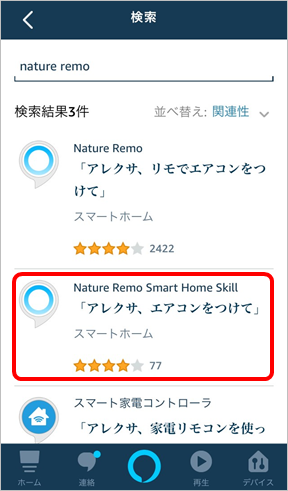 検索
nature remo
検索結果3件
並べ替え: 関連性
Nature Remo
「アレクサ、リモでエアコンをつ
けて」
スマートホーム
2422
Nature Remo Smart Home Skill
「アレクサ、エアコンをつけて」
スマートホーム
77
スマート家電コントローラ
「アレクサ、家電リモコンを使っ
ホーム
連絡
再生
デバイス